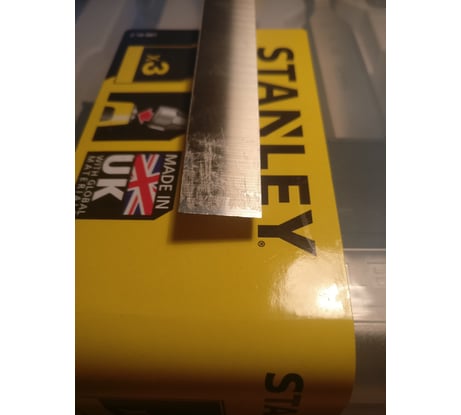 STANLEY®
x3
MADE IN
UK
WITH GLOBAL
MATERIAL
STA